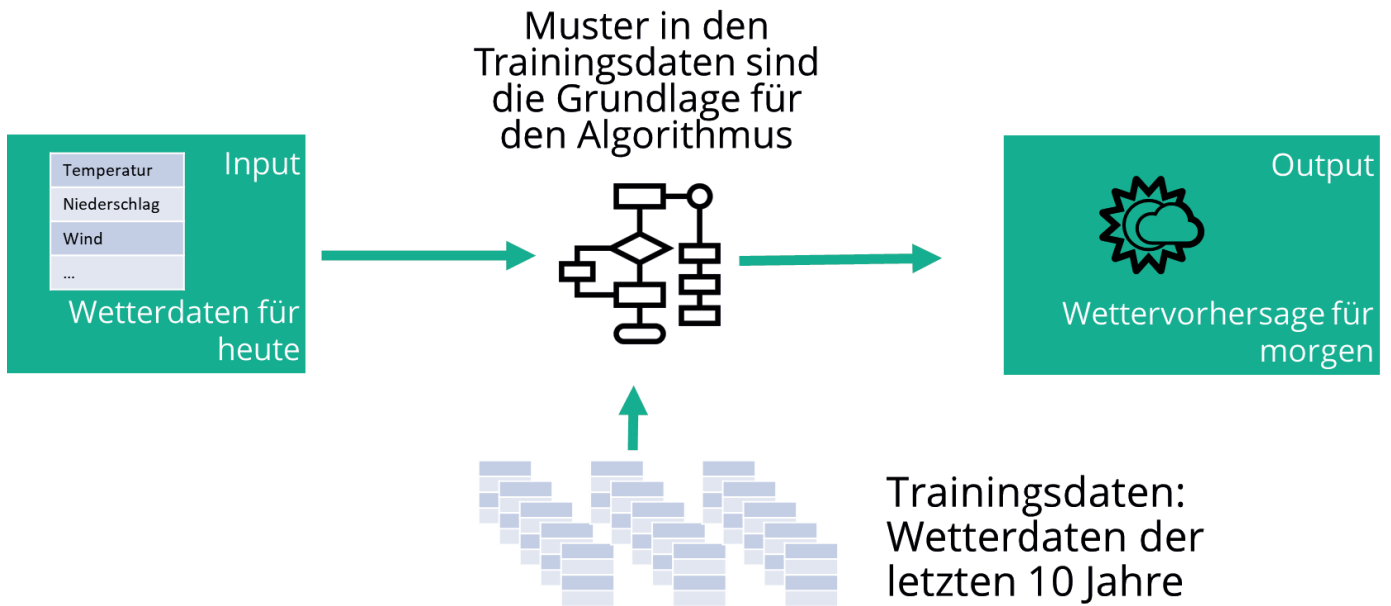 Muster in den
Trainingsdaten sind
die Grundlage für
den Algorithmus
Input
Temperatur
Niederschlag
Wind
...
Wetterdaten für
heute
Output
Wettervorhersage für
morgen
Trainingsdaten:
Wetterdaten der
letzten 10 Jahre